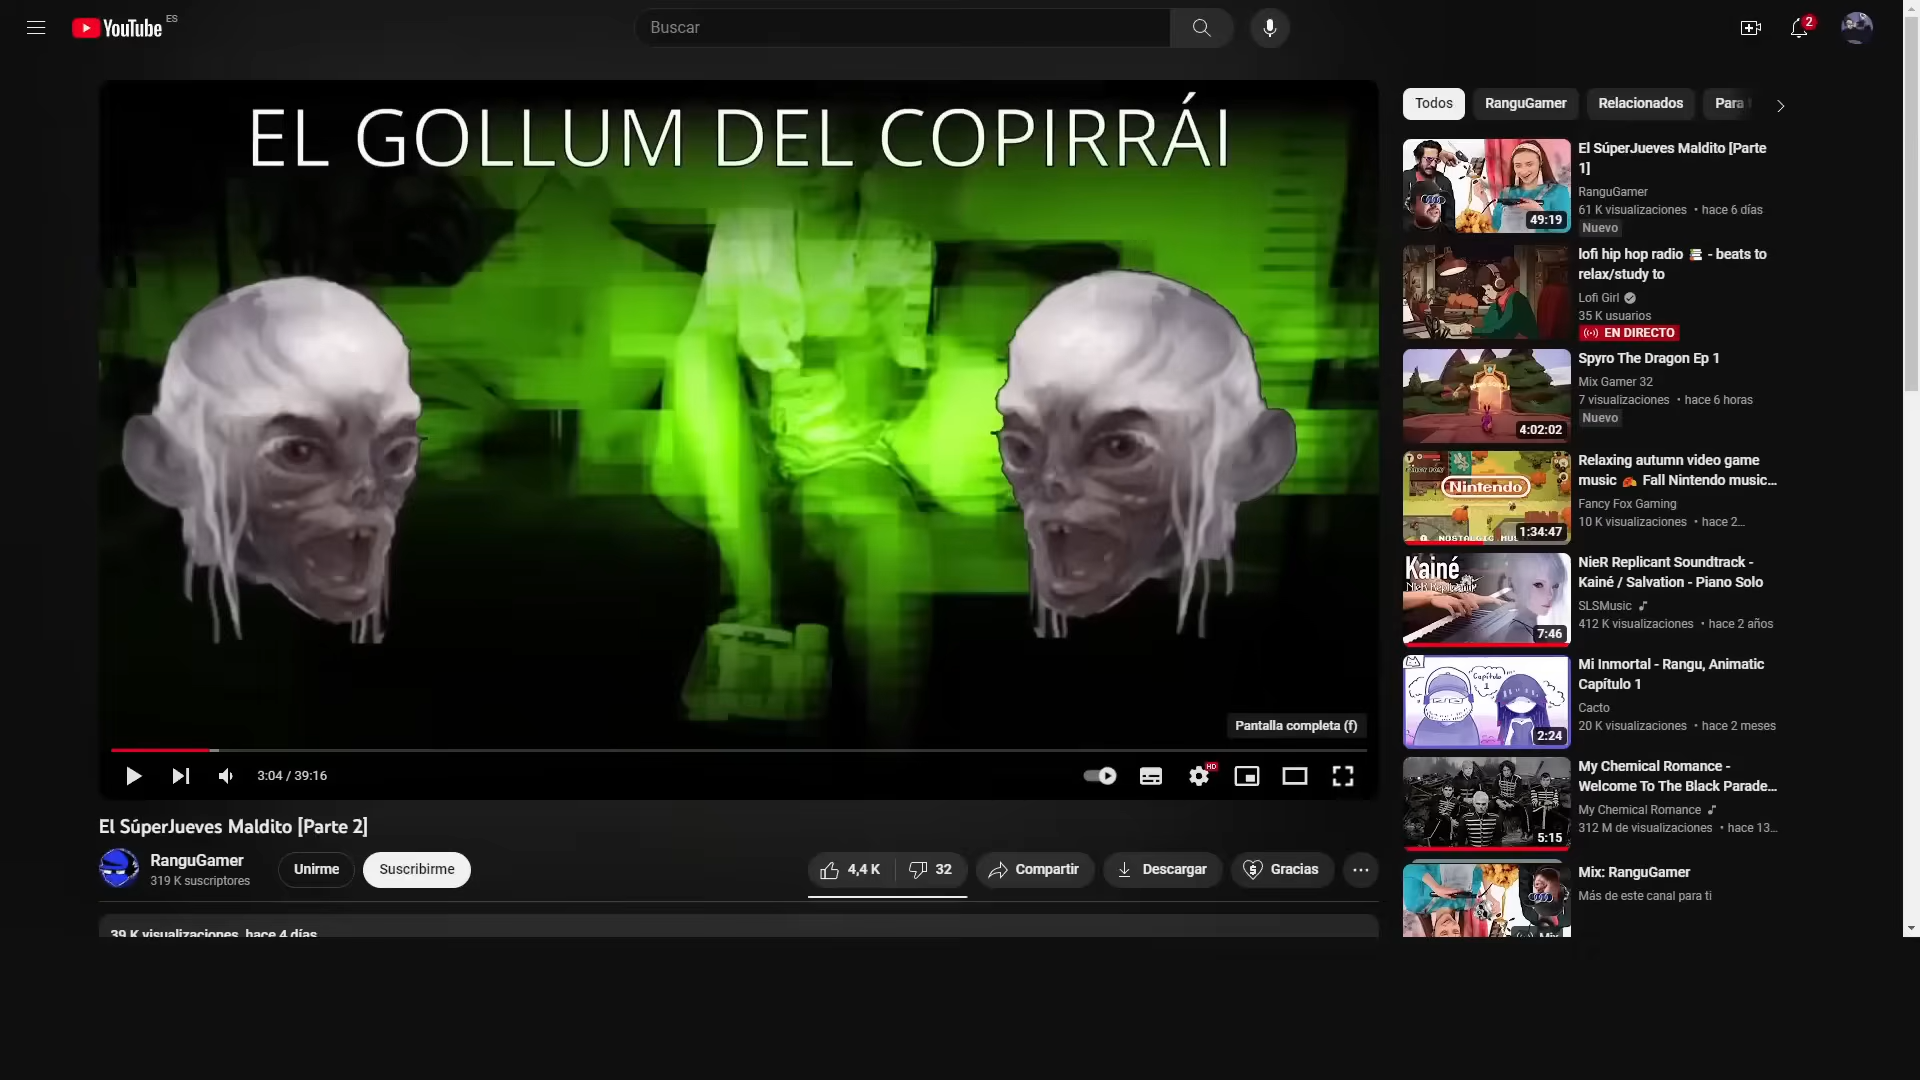 YouTube
ES
Buscar
2
EL GOLLUM DEL COPIRRÁI
Pantalla completa (f)
3:04 / 39:16
HD
El SúperJueves Maldito [Parte 2]
RanguGamer
319 K suscriptores
Unirme
Suscribirme
4,4 K
32
Compartir
Descargar
Gracias
39 K visualizaciones hace 4 días
Todos
RanguGamer
Relacionados
Para
El SúperJueves Maldito [Parte
1]
RanguGamer
61 K visualizaciones • hace 6 días
Nuevo
49:19
lofi hip hop radio 📚 - beats to
relax/study to
Lofi Girl
35 K usuarios
EN DIRECTO
Spyro The Dragon Ep 1
Mix Gamer 32
7 visualizaciones • hace 6 horas
Nuevo
4:02:02
Relaxing autumn video game
music 🍂 Fall Nintendo music...
Fancy Fox Gaming
10 K visualizaciones • hace 2...
Nintendo
1:34:47
NOSTALGIC MUS
NieR Replicant Soundtrack -
Kainé / Salvation - Piano Solo
SLSMusic
412 K visualizaciones • hace 2 años
Kainé
NieR Replicant
7:46
Mi Inmortal - Rangu, Animatic
Capítulo 1
Cacto
20 K visualizaciones • hace 2 meses
Capítulo
1
2:24
My Chemical Romance -
Welcome To The Black Parade...
My Chemical Romance
312 M de visualizaciones • hace 13...
5:15
Mix: RanguGamer
Más de este canal para ti
Mix